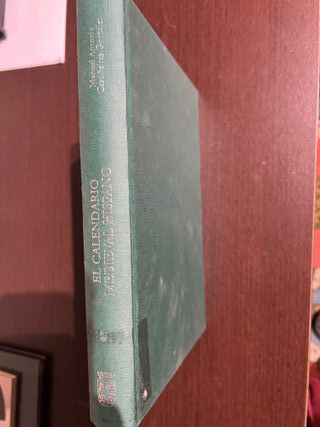 Manuel Antonio
Castiñeiras González
EL CALENDARIO
MEDIEVAL HISPANO